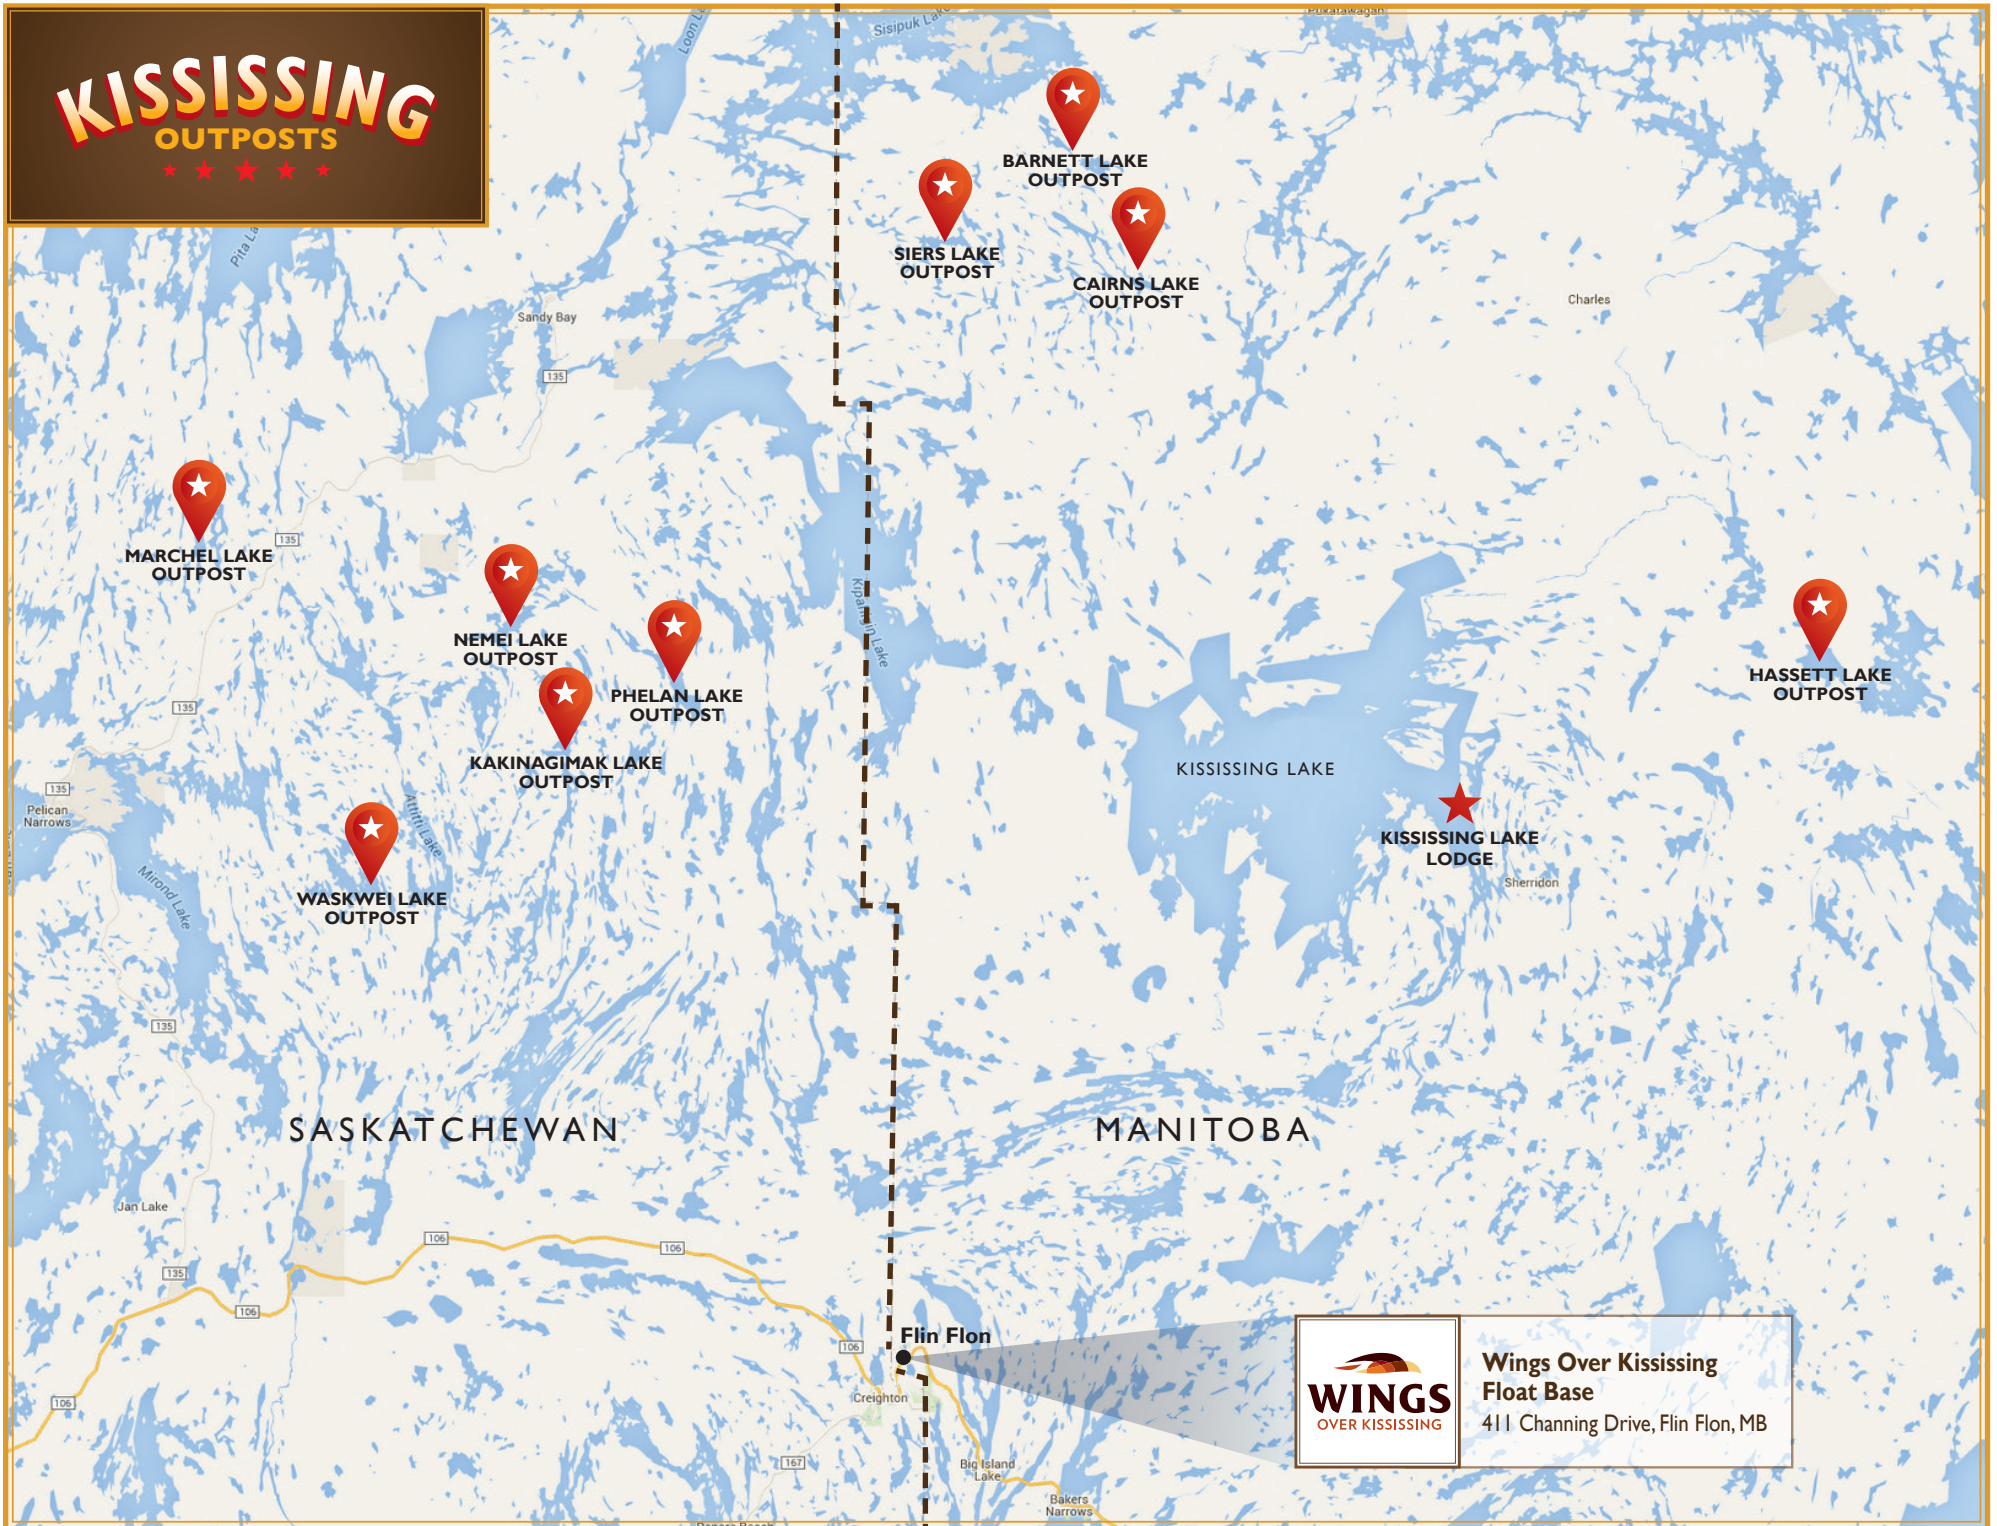 KISSISSING
OUTPOSTS
Loon L
Sisipuk Lake
Pukatawagan
BARNETT LAKE
OUTPOST
SIERS LAKE
OUTPOST
CAIRNS LAKE
OUTPOST
Pita La
Charles
Sandy Bay
135
MARCHEL LAKE
OUTPOST
135
NEMEI LAKE
OUTPOST
PHELAN LAKE
OUTPOST
KAKINAGIMAK LAKE
OUTPOST
HASSETT LAKE
OUTPOST
135
KISSISSING LAKE
135
Pelican
Narrows
Attitti Lake
KISSISSING LAKE
LODGE
Sherridon
WASKWEI LAKE
OUTPOST
Mirond Lake
135
SASKATCHEWAN
MANITOBA
Jan Lake
106
106
135
106
106
106
Flin Flon
Creighton
WINGS
OVER KISSISSING
Wings Over Kississing
Float Base
411 Channing Drive, Flin Flon, MB
167
Big Island
Lake
Bakers
Narrows